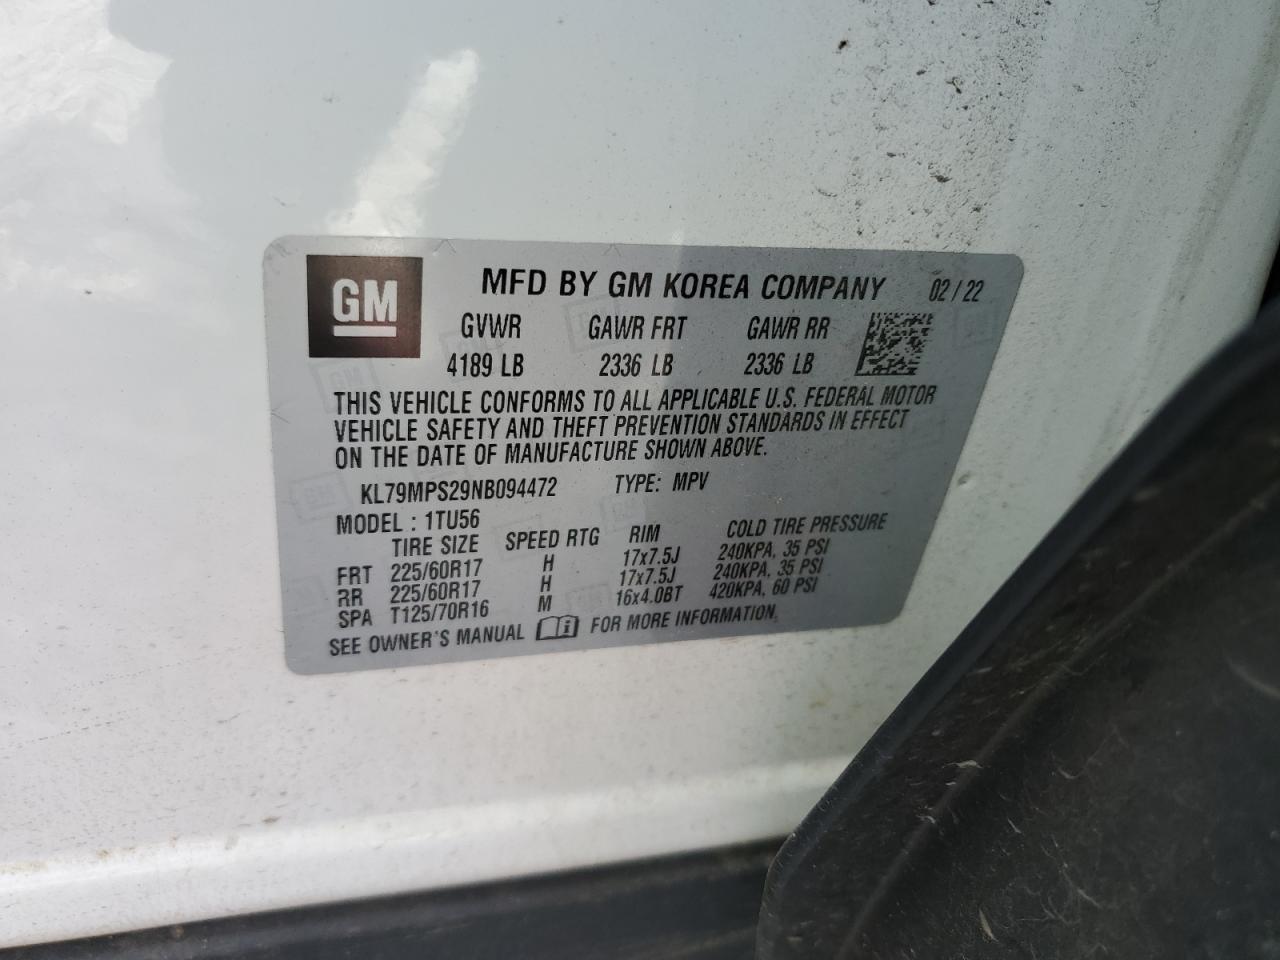 GM MFD BY GM KOREA COMPANY 02 / 22
GVWR GAWR FRT GAWR RR
4189 LB 2336 LB 2336 LB
THIS VEHICLE CONFORMS TO ALL APPLICABLE U.S. FEDERAL MOTOR
VEHICLE SAFETY AND THEFT PREVENTION STANDARDS IN EFFECT
ON THE DATE OF MANUFACTURE SHOWN ABOVE.
KL79MPS29NB094472 TYPE: MPV
MODEL : 1TU56
TIRE SIZE SPEED RTG RIM COLD TIRE PRESSURE
FRT 225/60R17 H 17x7.5J 240KPA, 35 PSI
RR 225/60R17 H 17x7.5J 240KPA, 35 PSI
SPA T125/70R16 M 16x4.0BT 420KPA, 60 PSI
SEE OWNER'S MANUAL FOR MORE INFORMATION.